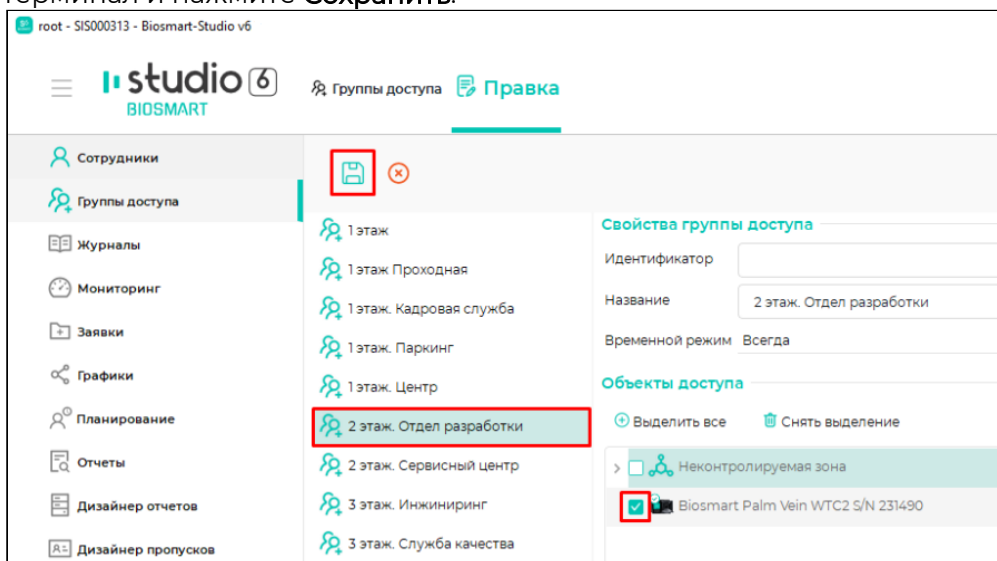 терминал и нажмите Сохранить.
root - SIS000313 - Biosmart-Studio v6
studio 6
BIOSMART
Группы доступа
Правка
Сотрудники
Группы доступа
Журналы
Мониторинг
Заявки
Графики
Планирование
Отчеты
Дизайнер отчетов
Дизайнер пропусков
1 этаж
1 этаж Проходная
1 этаж. Кадровая служба
1 этаж. Паркинг
1 этаж. Центр
2 этаж. Отдел разработки
2 этаж. Сервисный центр
3 этаж. Инжиниринг
3 этаж. Служба качества
Свойства группы доступа
Идентификатор
Название 2 этаж. Отдел разработки
Временной режим Всегда
Объекты доступа
Выделить все Снять выделение
Неконтролируемая зона
Biosmart Palm Vein WTC2 S/N 231490